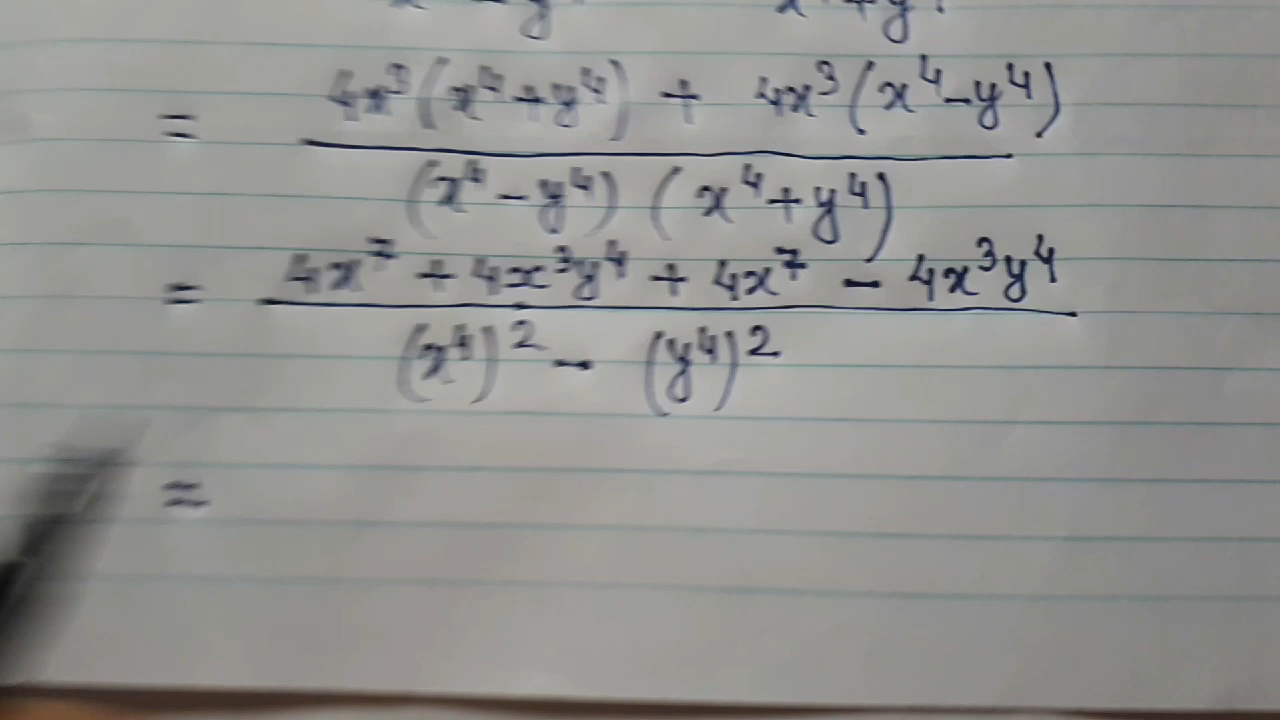 = 4x³(x⁴+y⁴) + 4x³(x⁴-y⁴)
(x⁴-y⁴) (x⁴+y⁴)
= 4x⁷ + 4x³y⁴ + 4x⁷ - 4x³y⁴
(x⁴)² - (y⁴)²
=